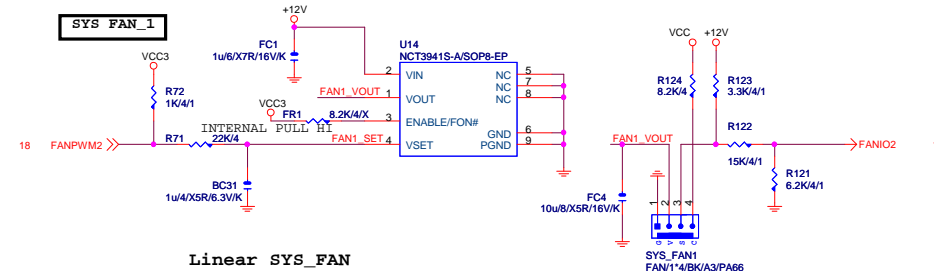 SYS FAN_1
+12V
FC1
1u/6/X7R/16V/K
U14
NCT3941S-A/SOP8-EP
2 VIN
1 VOUT
3 ENABLE/FON#
4 VSET
NC 5
NC 7
NC 8
GND 6
PGND 9
FAN1_VOUT
VCC3
FR1 8.2K/4/X
INTERNAL PULL HI
FAN1_SET
VCC3
R72
1K/4/1
18 FANPWM2
R71 22K/4
BC31
1u/4/X5R/6.3V/K
VCC +12V
R124
8.2K/4
R123
3.3K/4/1
FAN1_VOUT
R122
15K/4/1
FANIO2
R121
6.2K/4/1
FC4
10u/8/X5R/16V/K
1 2 3 4
G V S C
SYS_FAN1
FAN/1*4/BK/A3/PA66
Linear SYS_FAN